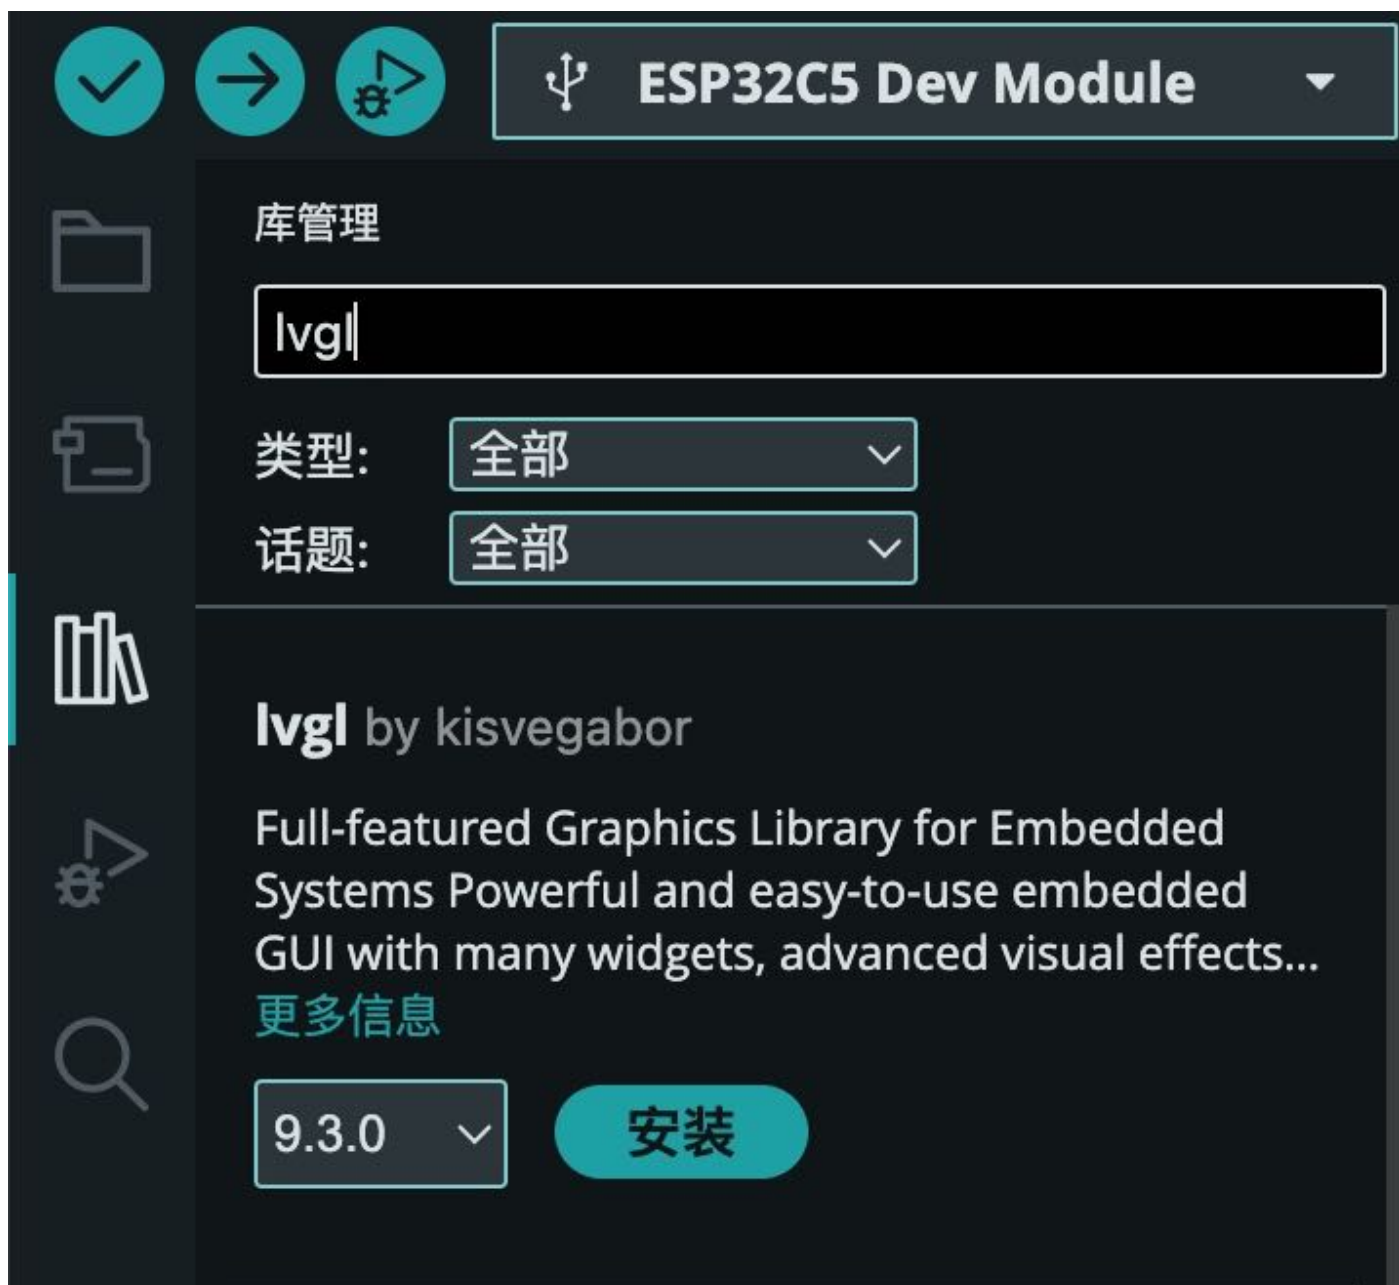 ESP32C5 Dev Module
库管理
lvgl
类型: 全部
话题: 全部
lvgl by kisvegabor
Full-featured Graphics Library for Embedded
Systems Powerful and easy-to-use embedded
GUI with many widgets, advanced visual effects...
更多信息
9.3.0 安装